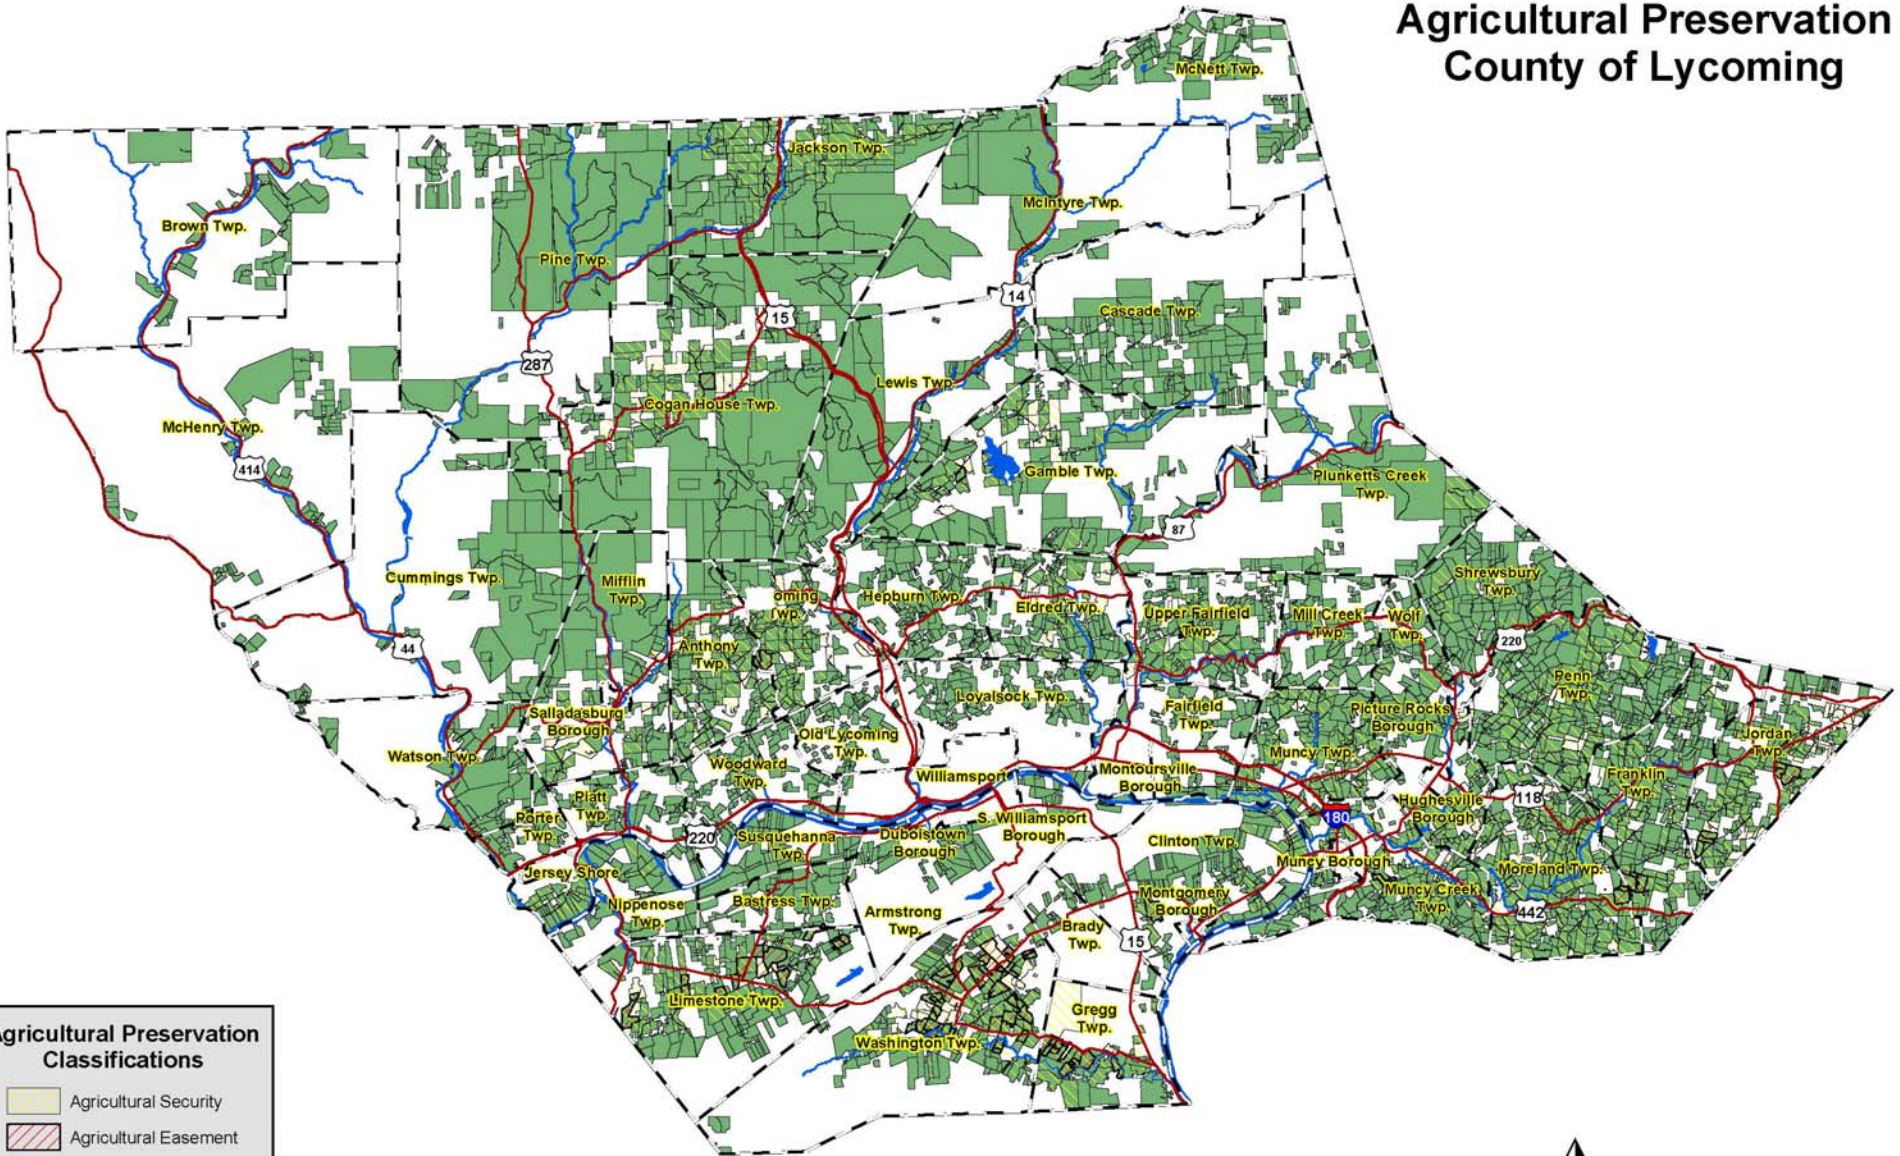 Agricultural Preservation
County of Lycoming
McNett Twp.
Jackson Twp.
McIntyre Twp.
Brown Twp.
Pine Twp.
14
Cascade Twp.
15
287
Lewis Twp.
Cogan House Twp.
McHenry Twp.
414
Gamble Twp.
Plunketts Creek
Twp.
87
Cummings Twp.
Mifflin
Twp.
oming
Twp.
Hepburn Twp.
Eldred Twp.
Upper Fairfield
Twp.
Mill Creek
Twp.
Wolf
Twp.
Shrewsbury
Twp.
220
44
Anthony
Twp.
Penn
Twp.
Loyalsock Twp.
Fairfield
Twp.
Picture Rocks
Borough
Salladasburg
Borough
Old Lycoming
Twp.
Jordan
Twp.
Watson Twp.
Muncy Twp.
Woodward
Twp.
Williamsport
Montoursville
Borough
Franklin
Twp.
Piatt
Twp.
118
Hughesville
Borough
Porter
Twp.
180
220
Susquehanna
Twp.
Duboistown
Borough
S. Williamsport
Borough
Clinton Twp.
Muncy Borough
Jersey Shore
Moreland Twp.
Muncy Creek
Twp.
Nippenose
Twp.
Bastress Twp.
Armstrong
Twp.
Montgomery
Borough
442
Brady
Twp.
15
Limestone Twp.
Gregg
Twp.
Washington Twp.
gricultural Preservation
Classifications
Agricultural Security
Agricultural Easement